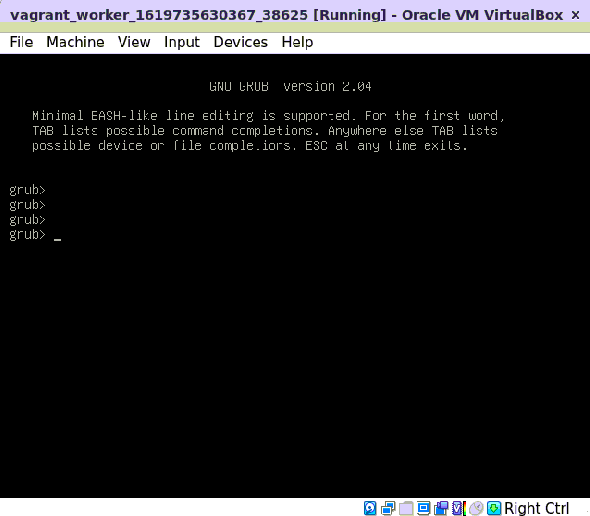 vagrant_worker_1619735630367_38625 [Running] - Oracle VM VirtualBox ×
File Machine View Input Devices Help
GNU GRUB version 2.04
Minimal BASH-like line editing is supported. For the first word,
TAB lists possible command completions. Anywhere else TAB lists
possible device or file completions. ESC at any time exits.
grub>
grub>
grub>
grub> _
Right Ctrl